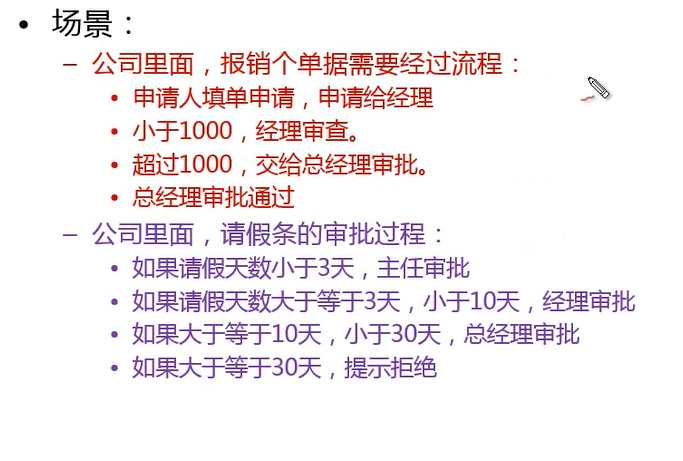 • 场景：
– 公司里面，报销个单据需要经过流程：
• 申请人填单申请，申请给经理
• 小于1000，经理审查。
• 超过1000，交给总经理审批。
• 总经理审批通过
– 公司里面，请假条的审批过程：
• 如果请假天数小于3天，主任审批
• 如果请假天数大于等于3天，小于10天，经理审批
• 如果大于等于10天，小于30天，总经理审批
• 如果大于等于30天，提示拒绝